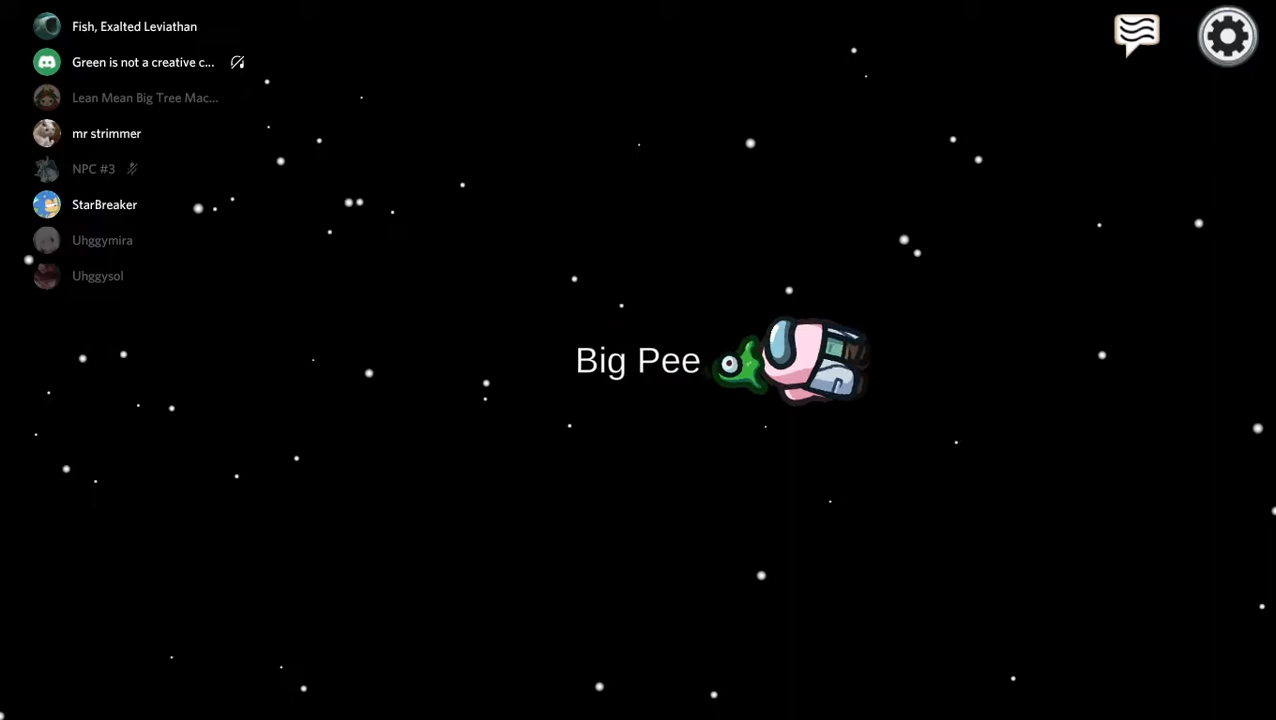 Fish, Exalted Leviathan
Green is not a creative c...
Lean Mean Big Tree Mac...
mr strimmer
NPC #3
StarBreaker
Uhggymira
Uhggysol
Big Pee